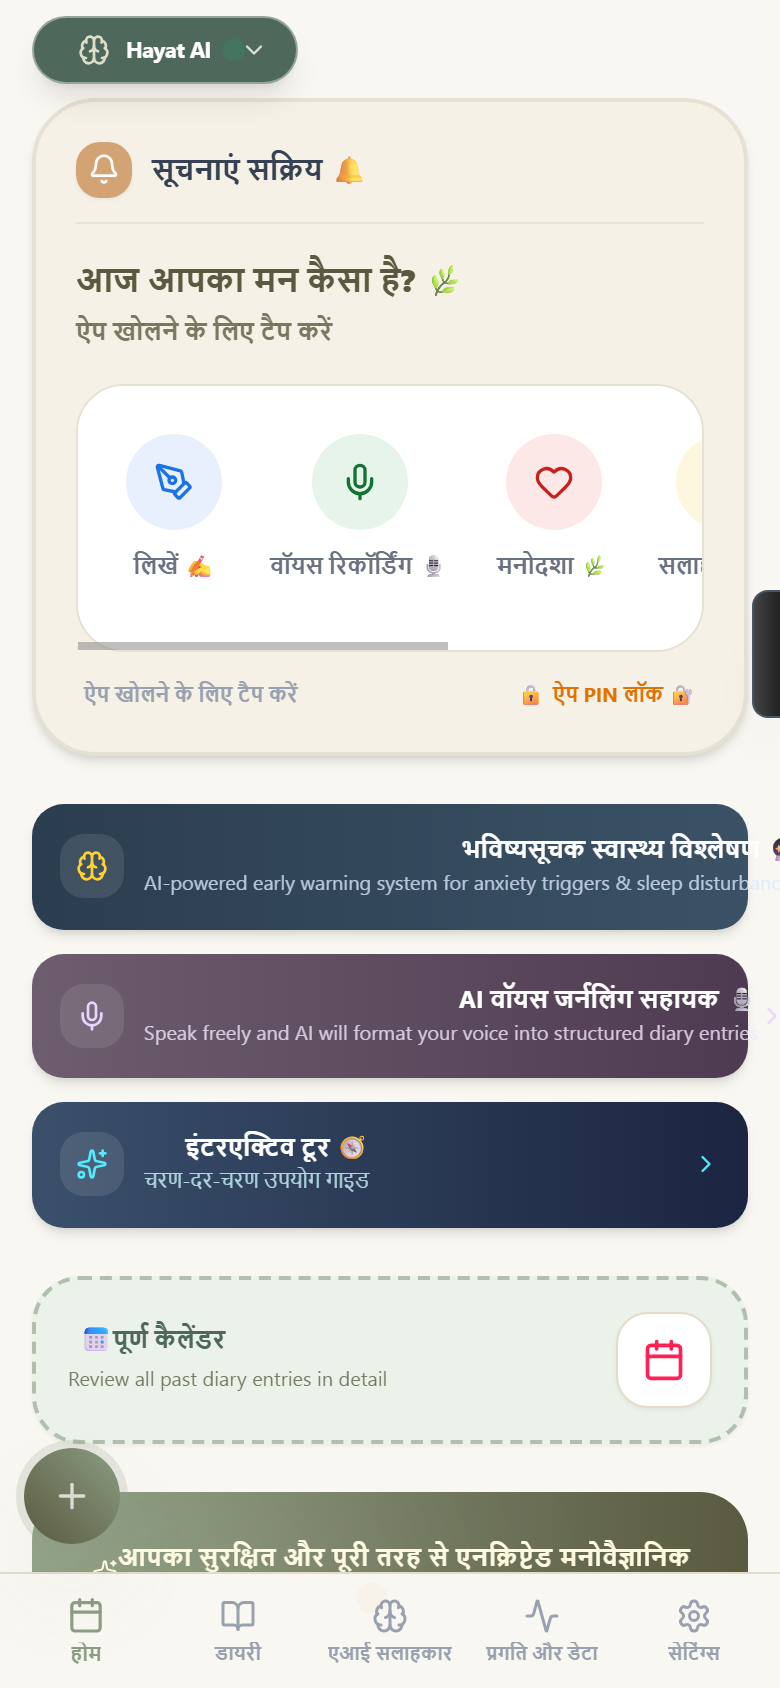 Hayat AI
सूचनाएं सक्रिय 🔔
आज आपका मन कैसा है? 🌿
ऐप खोलने के लिए टैप करें
लिखें ✍️
वॉयस रिकॉर्डिंग 🎙️
मनोदशा 🌿
ऐप खोलने के लिए टैप करें
🔒 ऐप PIN लॉक 🔐
भविष्यसूचक स्वास्थ्य विश्लेषण
AI-powered early warning system for anxiety triggers & sleep
AI वॉयस जर्नलिंग सहायक 🎙️
Speak freely and AI will format your voice into structured diary entries
इंटरएक्टिव टूर 🧭
चरण-दर-चरण उपयोग गाइड
🗓️ पूर्ण कैलेंडर
Review all past diary entries in detail
आपका सुरक्षित और पूरी तरह से एनक्रिप्टेड मनोवैज्ञानिक
होम
डायरी
एआई सलाहकार
प्रगति और डेटा
सेटिंग्स